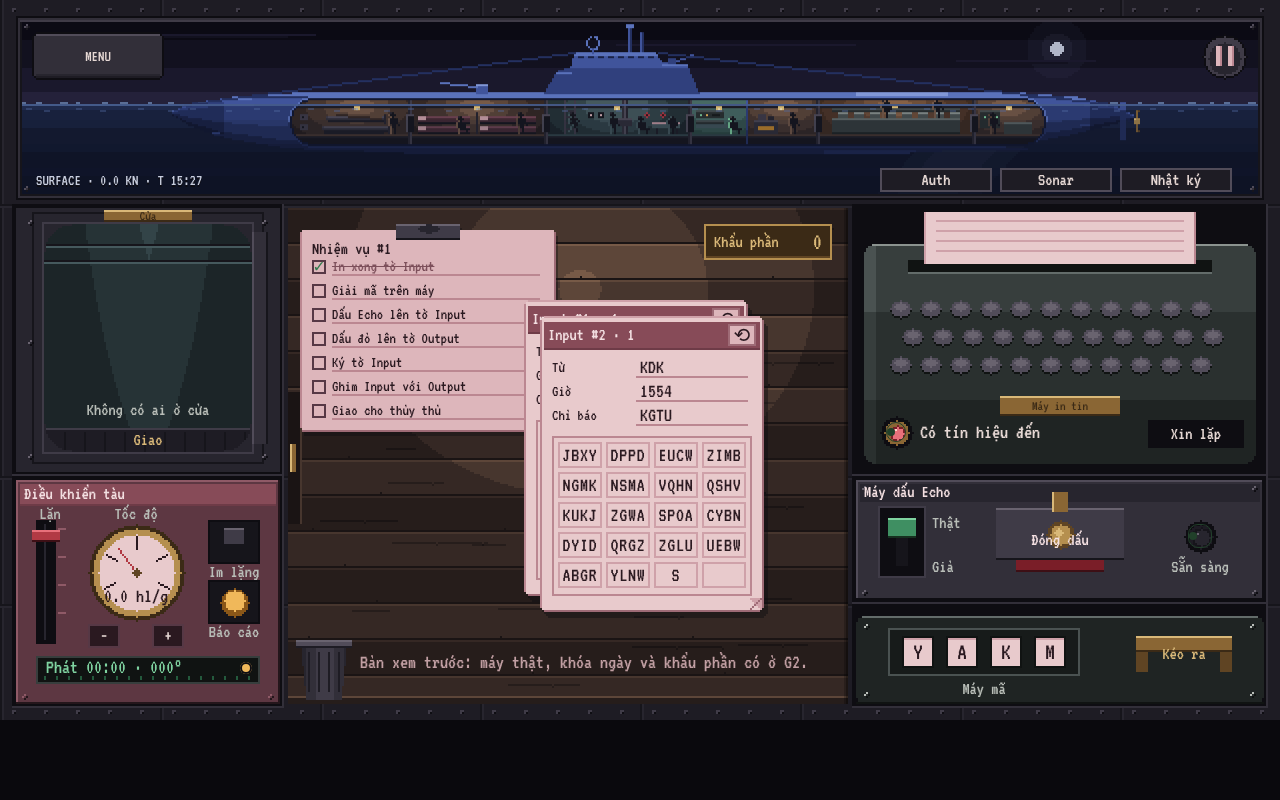 MENU
SURFACE · 0.0 KN · T 15:27
Auth
Sonar
Nhật ký
Cửa
Không có ai ở cửa
Giao
Nhiệm vụ #1
In xong tờ Input
Giải mã trên máy
Dấu Echo lên tờ Input
Dấu đỏ lên tờ Output
Ký tờ Input
Ghim Input với Output
Giao cho thủy thủ
Khẩu phần 0
Input #2 · 1
Từ KDK
Giờ 1554
Chỉ báo KGTU
JBXY DPPD EUCW ZIMB
NGMK NSMA VQHN QSHV
KUKJ ZGWA SPOA CYBN
DYID QRGZ ZGLU UEBW
ABGR YLNW S
Bản xem trước: máy thật, khóa ngày và khẩu phần có ở G2.
Máy in tin
Có tín hiệu đến
Xin lặp
Điều khiển tàu
Lặn
Tốc độ
0.0 hl/g
- +
Im lặng
Báo cáo
Phát 00:00 · 000°
Máy dấu Echo
Thật
Giả
Đóng dấu
Sẵn sàng
Y A K M
Máy mã
Kéo ra